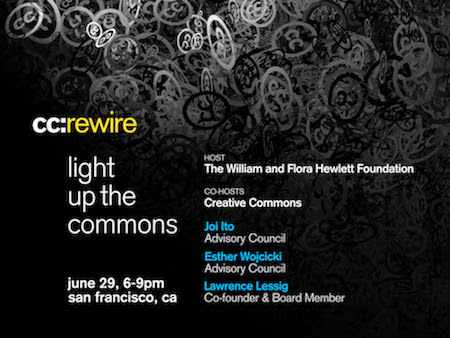 cc:rewire
light
up the
commons
june 29, 6-9pm
san francisco, ca
HOST
The William and Flora Hewlett Foundation
CO-HOSTS
Creative Commons
Joi Ito
Advisory Council
Esther Wojcicki
Advisory Council
Lawrence Lessig
Co-founder & Board Member